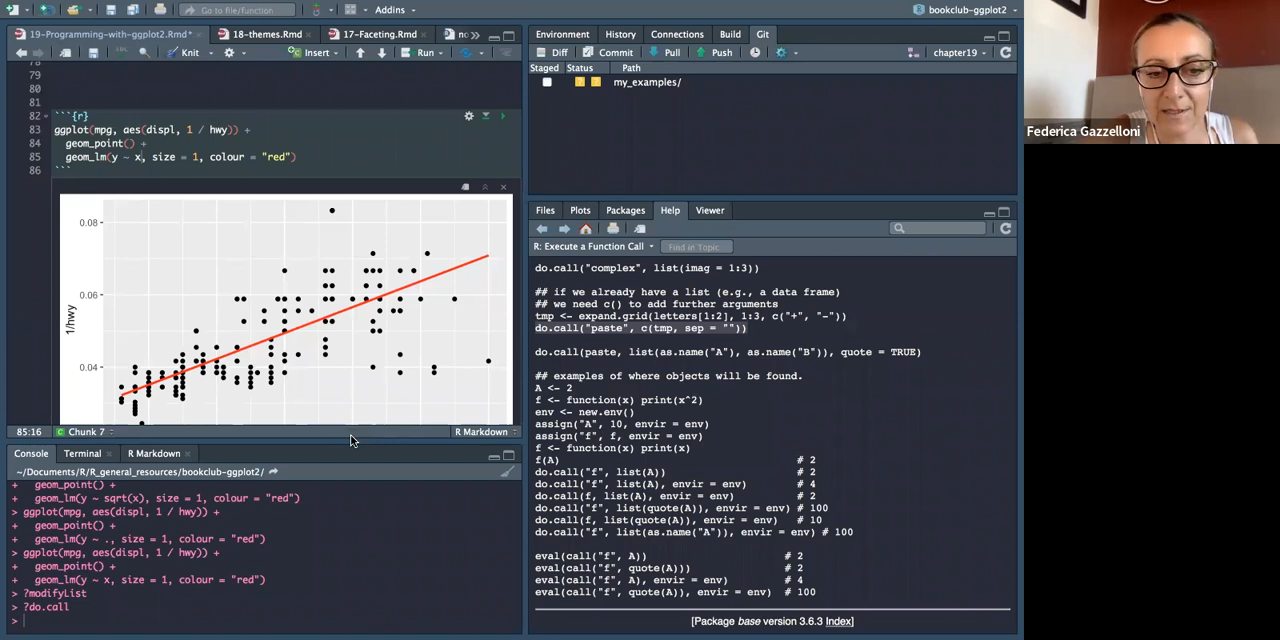 Go to file/function
Addins
bookclub-ggplot2
19-Programming-with-ggplot2.Rmd*
18-themes.Rmd
17-Faceting.Rmd
Knit
Insert
Run
78
79
80
81
82 ```{r}
83 ggplot(mpg, aes(displ, 1 / hwy)) +
84 geom_point() +
85 geom_lm(y ~ x, size = 1, colour = "red")
86 ```
0.08
0.06
0.04
1/hwy
85:16
Chunk 7
R Markdown
Console
Terminal
R Markdown
~/Documents/R/R_general_resources/bookclub-ggplot2/
+ geom_point() +
+ geom_lm(y ~ sqrt(x), size = 1, colour = "red")
> ggplot(mpg, aes(displ, 1 / hwy)) +
+ geom_point() +
+ geom_lm(y ~ ., size = 1, colour = "red")
> ggplot(mpg, aes(displ, 1 / hwy)) +
+ geom_point() +
+ geom_lm(y ~ x, size = 1, colour = "red")
> ?modifyList
> ?do.call
>
Environment
History
Connections
Build
Git
Diff
Commit
Pull
Push
chapter19
Staged
Status
Path
my_examples/
Files
Plots
Packages
Help
Viewer
R: Execute a Function Call
Find in Topic
do.call("complex", list(imag = 1:3))
## if we already have a list (e.g., a data frame)
## we need c() to add further arguments
tmp <- expand.grid(letters[1:2], 1:3, c("+", "-"))
do.call("paste", c(tmp, sep = ""))
do.call(paste, list(as.name("A"), as.name("B")), quote = TRUE)
## examples of where objects will be found.
A <- 2
f <- function(x) print(x^2)
env <- new.env()
assign("A", 10, envir = env)
assign("f", f, envir = env)
f <- function(x) print(x)
f(A) # 2
do.call("f", list(A)) # 2
do.call("f", list(A), envir = env) # 4
do.call(f, list(A), envir = env) # 2
do.call("f", list(quote(A)), envir = env) # 100
do.call(f, list(quote(A)), envir = env) # 10
do.call("f", list(as.name("A")), envir = env) # 100
eval(call("f", A)) # 2
eval(call("f", quote(A))) # 2
eval(call("f", A), envir = env) # 4
eval(call("f", quote(A)), envir = env) # 100
[Package base version 3.6.3 Index]
Federica Gazzelloni